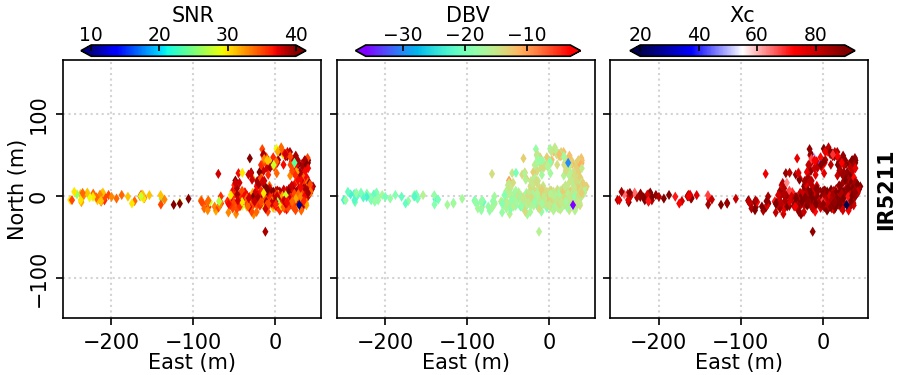 SNR DBV Xc
10 20 30 40 −30 −20 −10 20 40 60 80
100
0
−100
North (m)
IR5211
−200 −100 0 −200 −100 0 −200 −100 0
East (m) East (m) East (m)